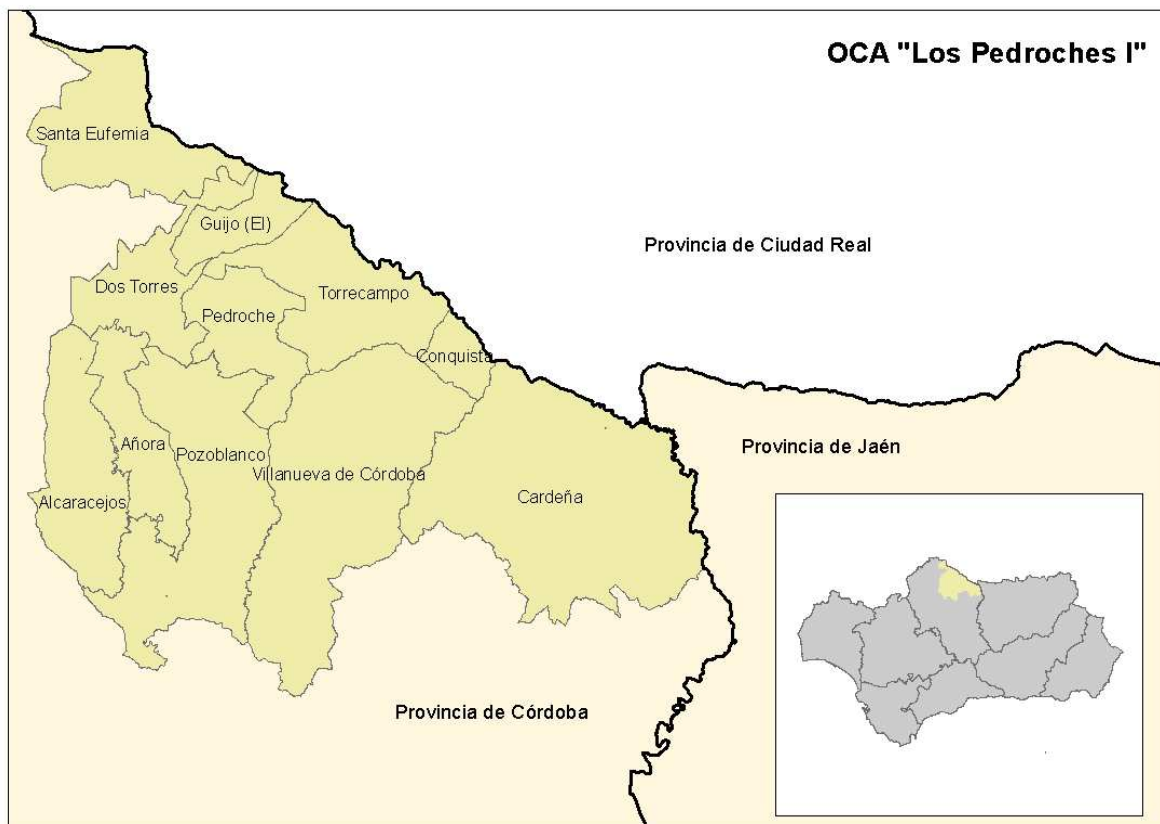 OCA "Los Pedroches I"
Santa Eufemia
Guijo (El)
Provincia de Ciudad Real
Dos Torres
Torrecampo
Pedroche
Conquista
Añora
Pozoblanco
Provincia de Jaén
Villanueva de Córdoba
Alcaracejos
Cardeña
Provincia de Córdoba